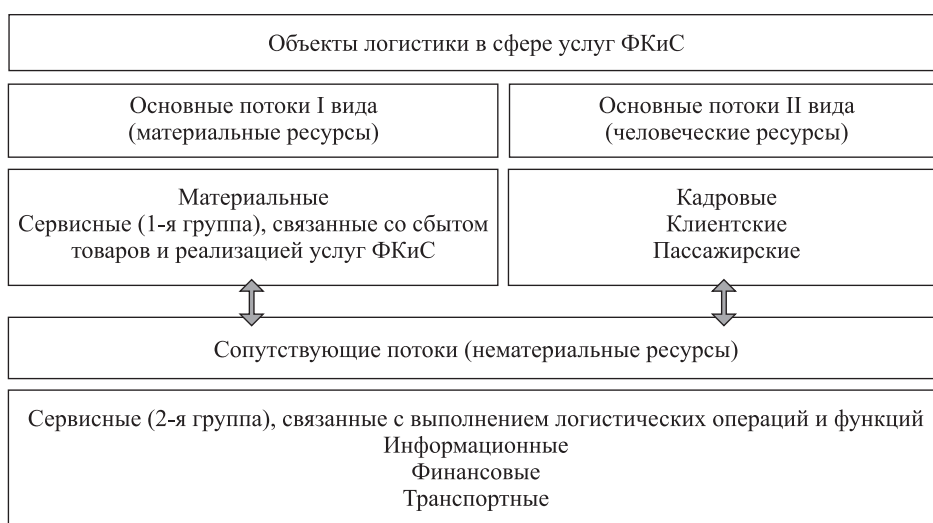 Объекты логистики в сфере услуг ФКиС
Основные потоки I вида
(материальные ресурсы)
Основные потоки II вида
(человеческие ресурсы)
Материальные
Сервисные (1-я группа), связанные со сбытом
товаров и реализацией услуг ФКиС
Кадровые
Клиентские
Пассажирские
Сопутствующие потоки (нематериальные ресурсы)
Сервисные (2-я группа), связанные с выполнением логистических операций и функций
Информационные
Финансовые
Транспортные